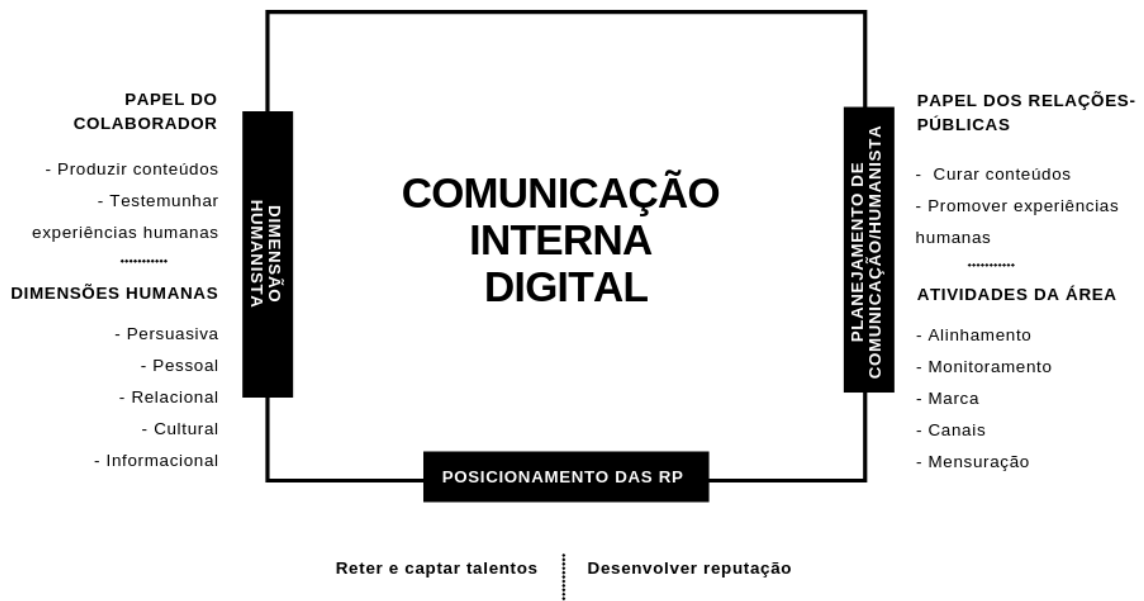 PAPEL DO
COLABORADOR
- Produzir conteúdos
- Testemunhar
experiências humanas
DIMENSÕES HUMANAS
- Persuasiva
- Pessoal
- Relacional
- Cultural
- Informacional
DIMENSÃO
HUMANISTA
COMUNICAÇÃO
INTERNA
DIGITAL
PLANEJAMENTO DE
COMUNICAÇÃO/HUMANISTA
PAPEL DOS RELAÇÕES-
PÚBLICAS
- Curar conteúdos
- Promover experiências
humanas
ATIVIDADES DA ÁREA
- Alinhamento
- Monitoramento
- Marca
- Canais
- Mensuração
POSICIONAMENTO DAS RP
Reter e captar talentos
Desenvolver reputação